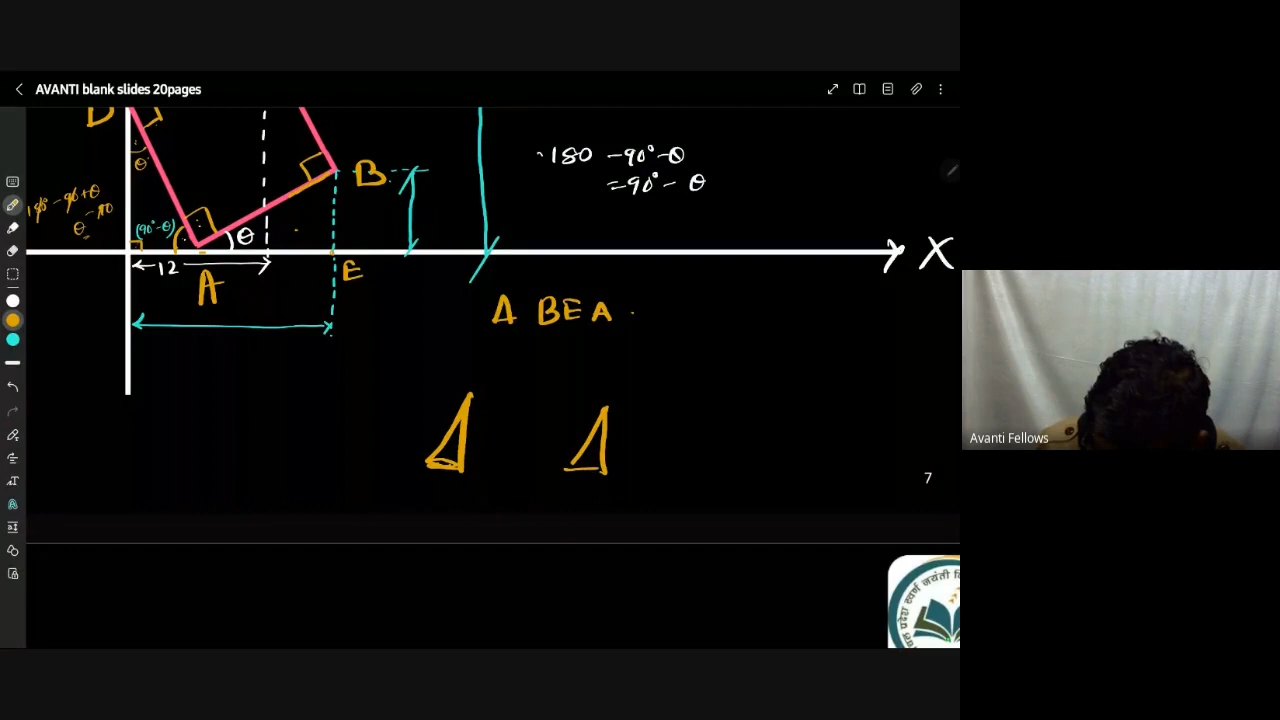 AVANTI blank slides 20pages
D
θ
B
180 -90° -θ
=90° - θ
(90°-θ)
θ
12
A
E
X
Δ BEA .
Avanti Fellows
7